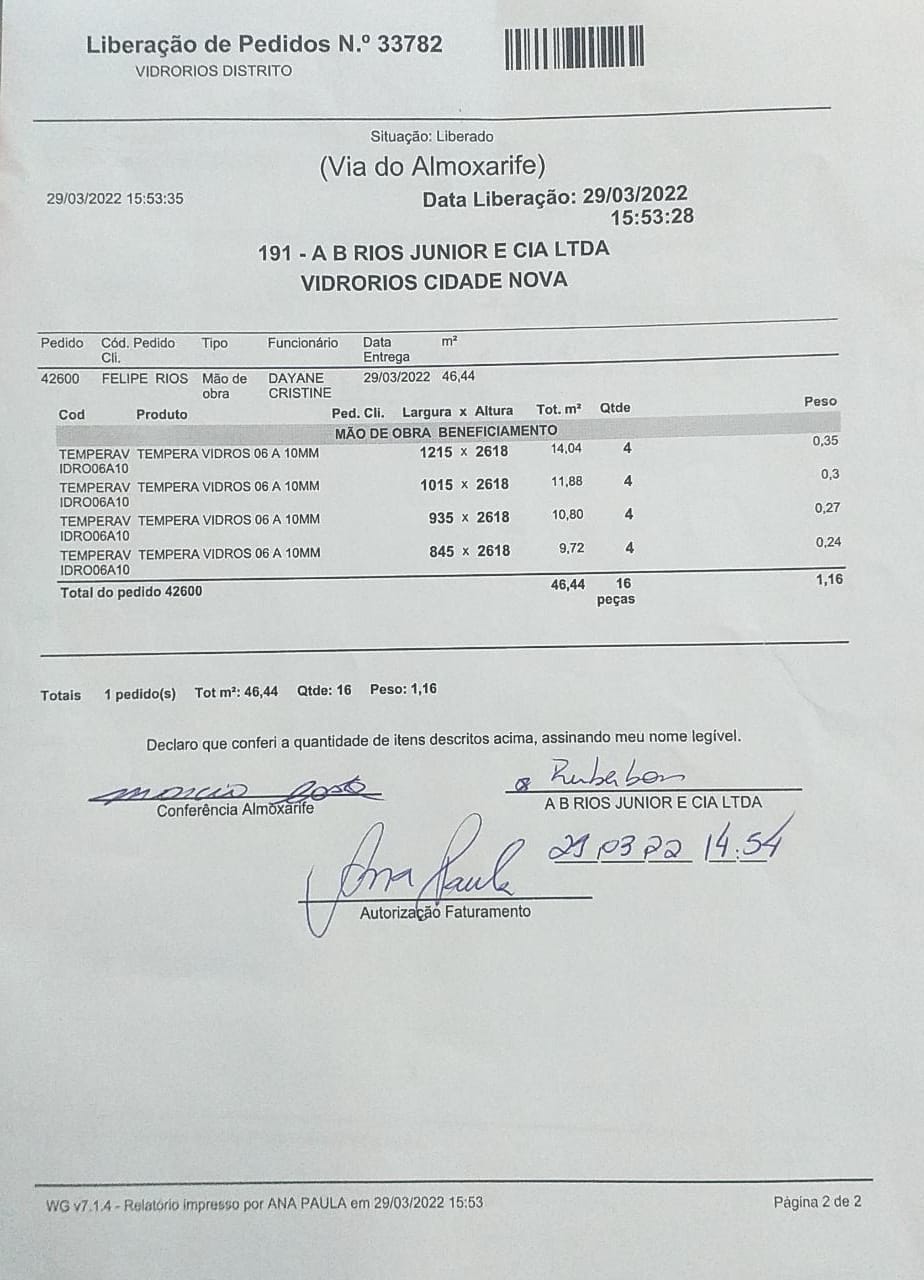 Liberação de Pedidos N.º 33782
VIDRORIOS DISTRITO
Situação: Liberado
(Via do Almoxarife)
29/03/2022 15:53:35 Data Liberação: 29/03/2022
15:53:28
191 - A B RIOS JUNIOR E CIA LTDA
VIDRORIOS CIDADE NOVA
Pedido Cód. Pedido Tipo Funcionário Data m²
Cli. Entrega
42600 FELIPE RIOS Mão de DAYANE 29/03/2022 46,44
obra CRISTINE
Cod Produto Ped. Cli. Largura x Altura Tot. m² Qtde Peso
MÃO DE OBRA BENEFICIAMENTO
TEMPERAV TEMPERA VIDROS 06 A 10MM 1215 x 2618 14,04 4 0,35
IDRO06A10
TEMPERAV TEMPERA VIDROS 06 A 10MM 1015 x 2618 11,88 4 0,3
IDRO06A10
TEMPERAV TEMPERA VIDROS 06 A 10MM 935 x 2618 10,80 4 0,27
IDRO06A10
TEMPERAV TEMPERA VIDROS 06 A 10MM 845 x 2618 9,72 4 0,24
IDRO06A10
Total do pedido 42600 46,44 16 1,16
peças
Totais 1 pedido(s) Tot m²: 46,44 Qtde: 16 Peso: 1,16
Declaro que conferi a quantidade de itens descritos acima, assinando meu nome legível.
Conferência Almoxarife
A B RIOS JUNIOR E CIA LTDA
29 03 22 14:54
Ana Paula
Autorização Faturamento
WG v7.1.4 - Relatório impresso por ANA PAULA em 29/03/2022 15:53 Página 2 de 2